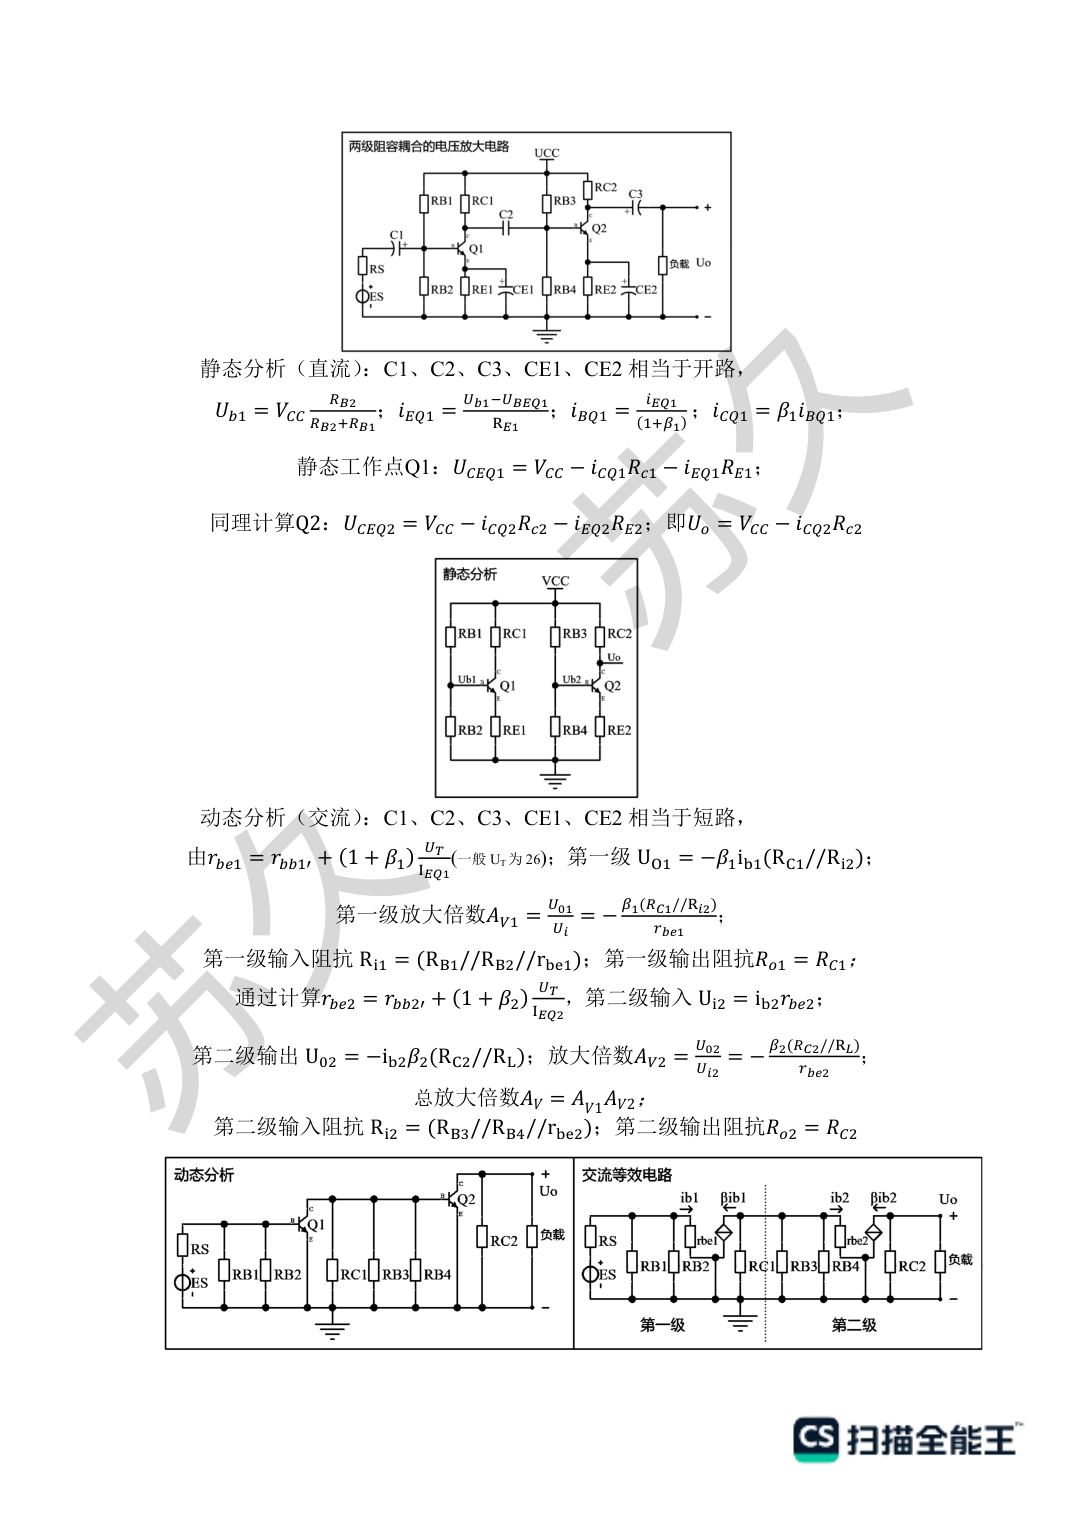 两级阻容耦合的电压放大电路
UCC
RB1 RC1 RB3 RC2 C3
C1 C2 + +
+ B C E Q1 B C E Q2
RS 负载 Uo
+ ES - RB2 RE1 + CE1 RB4 RE2 + CE2
-
静态分析（直流）：C1、C2、C3、CE1、CE2 相当于开路，
U_{b1} = V_{CC} \frac{R_{B2}}{R_{B2}+R_{B1}}；i_{EQ1} = \frac{U_{b1}-U_{BEQ1}}{R_{E1}}；i_{BQ1} = \frac{i_{EQ1}}{(1+β_1)}；i_{CQ1} = β_1 i_{BQ1}；
静态工作点Q1：U_{CEQ1} = V_{CC} − i_{CQ1}R_{c1} − i_{EQ1}R_{E1}；
同理计算Q2：U_{CEQ2} = V_{CC} − i_{CQ2}R_{c2} − i_{EQ2}R_{E2}；即U_o = V_{CC} − i_{CQ2}R_{c2}
静态分析
VCC
RB1 RC1 RB3 RC2
Uo
Ub1 B C E Q1 Ub2 B C E Q2
RB2 RE1 RB4 RE2
动态分析（交流）：C1、C2、C3、CE1、CE2 相当于短路，
由r_{be1} = r_{bb1′} + (1 + β_1) \frac{U_T}{I_{EQ1}}(一般 U_T 为 26)；第一级 U_{O1} = −β_1 i_{b1}(R_{C1}//R_{i2})；
第一级放大倍数A_{V1} = \frac{U_{01}}{U_i} = − \frac{β_1(R_{C1}//R_{i2})}{r_{be1}}；
第一级输入阻抗 R_{i1} = (R_{B1}//R_{B2}//r_{be1})；第一级输出阻抗R_{o1} = R_{C1}；
通过计算r_{be2} = r_{bb2′} + (1 + β_2) \frac{U_T}{I_{EQ2}}，第二级输入 U_{i2} = i_{b2}r_{be2}；
第二级输出 U_{02} = −i_{b2}β_2(R_{C2}//R_L)；放大倍数A_{V2} = \frac{U_{02}}{U_{i2}} = − \frac{β_2(R_{C2}//R_L)}{r_{be2}}；
总放大倍数A_V = A_{V1}A_{V2}；
第二级输入阻抗 R_{i2} = (R_{B3}//R_{B4}//r_{be2})；第二级输出阻抗R_{o2} = R_{C2}
动态分析
B C E Q1 B C E Q2 + Uo
RS RC2 负载
+ ES - RB1 RB2 RC1 RB3 RB4 -
交流等效电路
ib1 βib1 ib2 βib2 Uo
+
RS rbe1 rbe2
+ ES - RB1 RB2 RC1 RB3 RB4 RC2 负载
-
第一级 第二级
苏久
苏久
CS 扫描全能王™